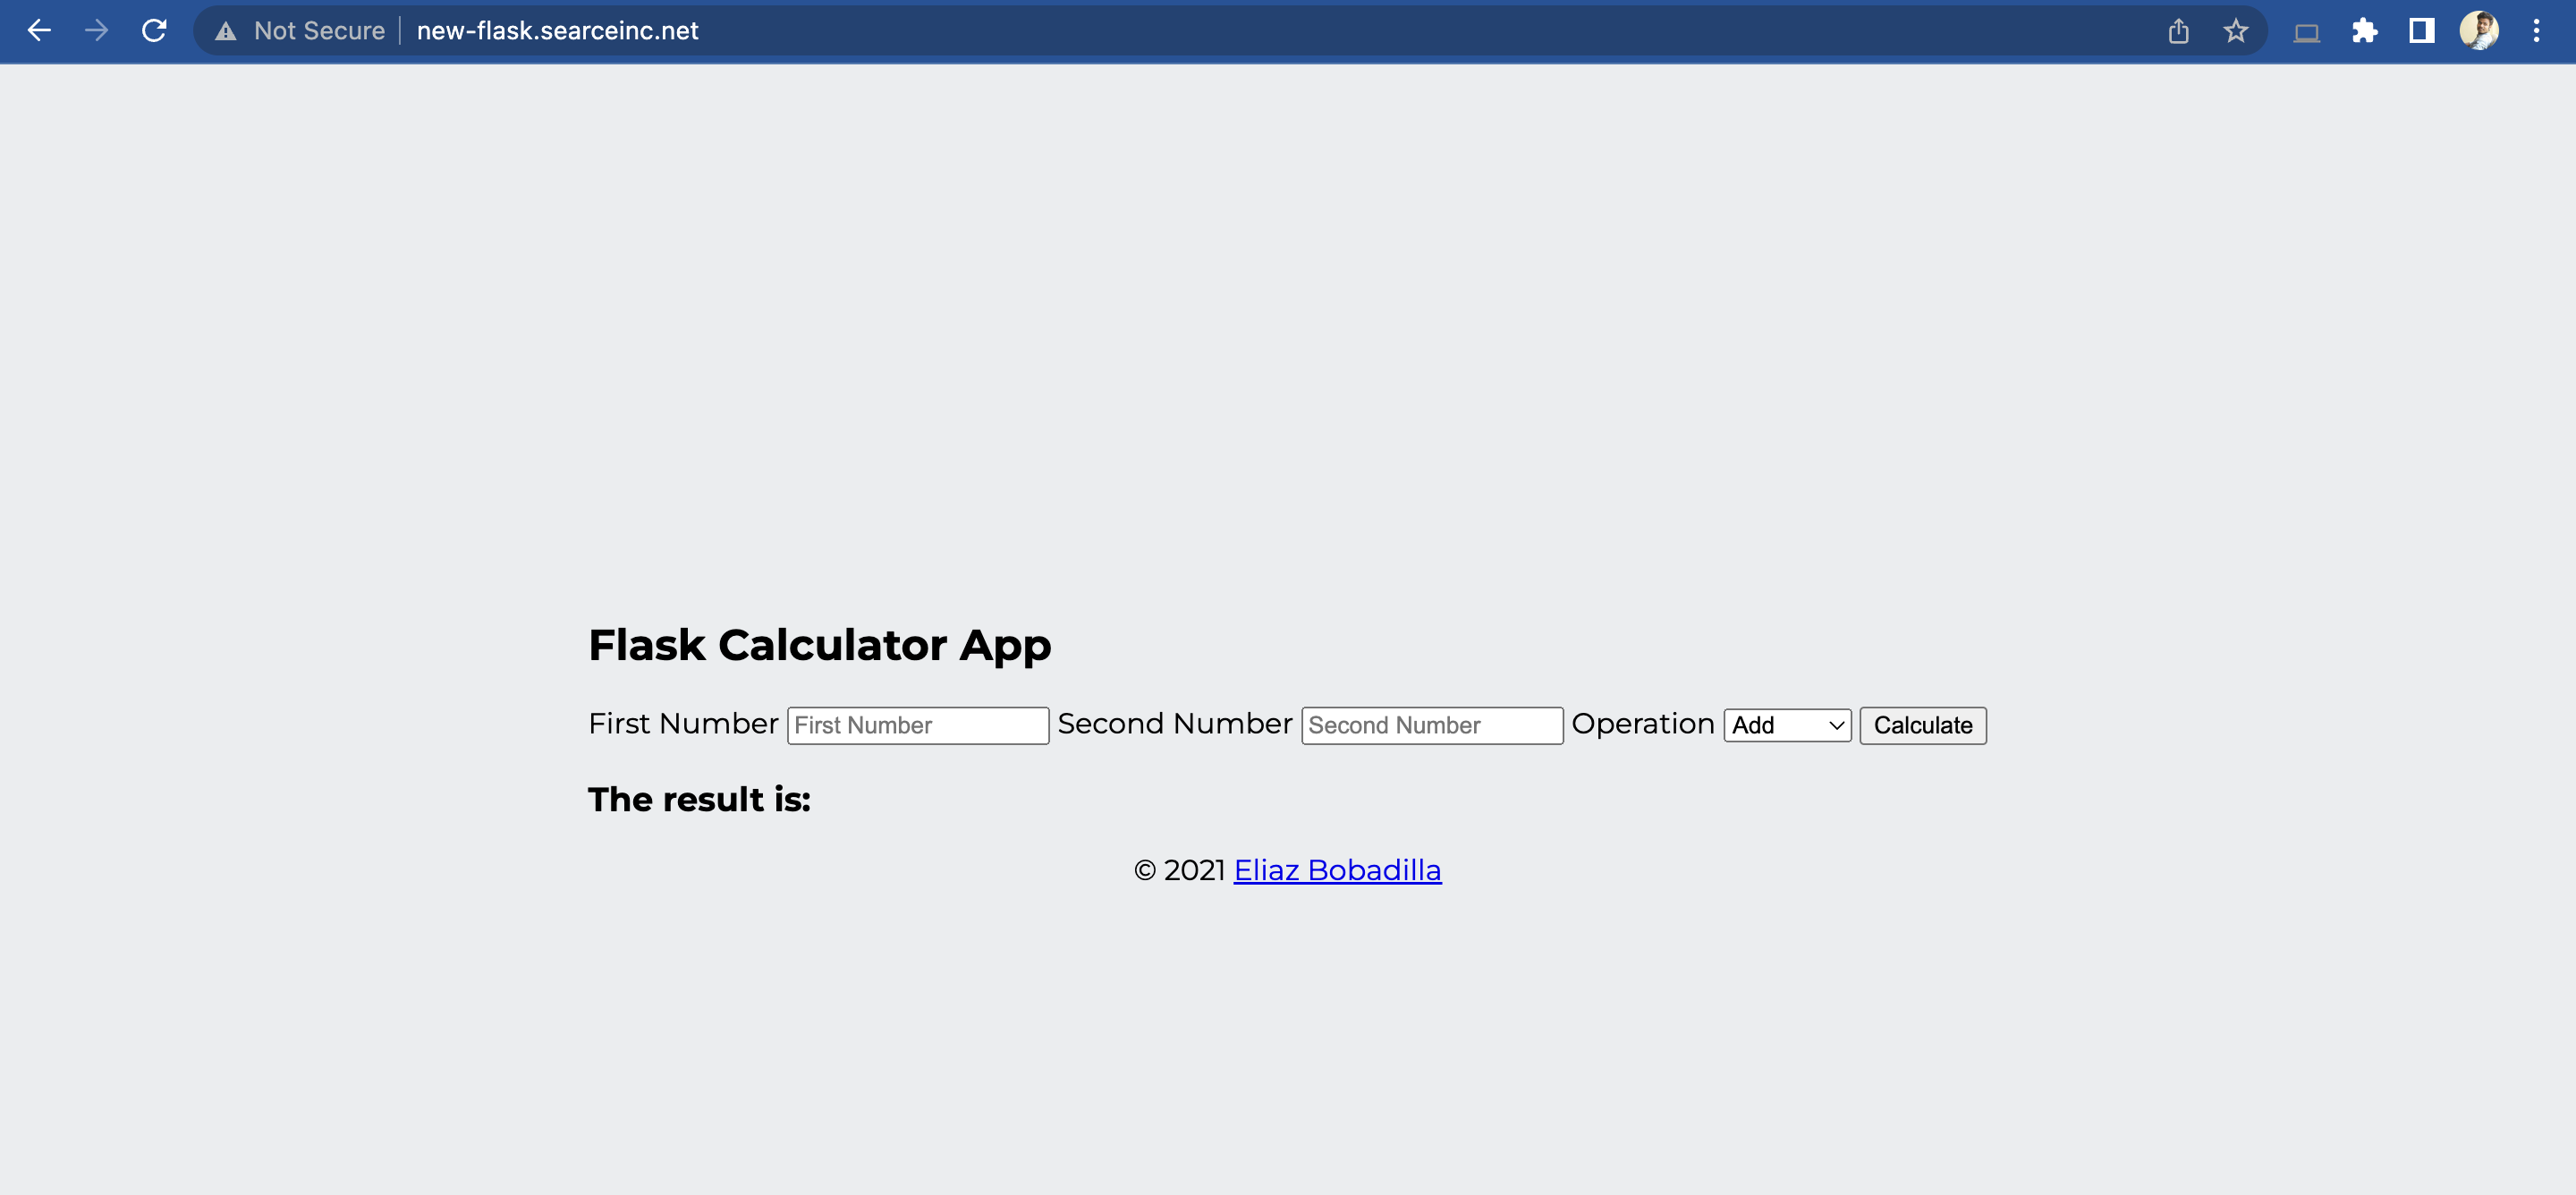 Not Secure new-flask.searceinc.net
Flask Calculator App
First Number First Number Second Number Second Number Operation Add Calculate
The result is:
© 2021 Eliaz Bobadilla